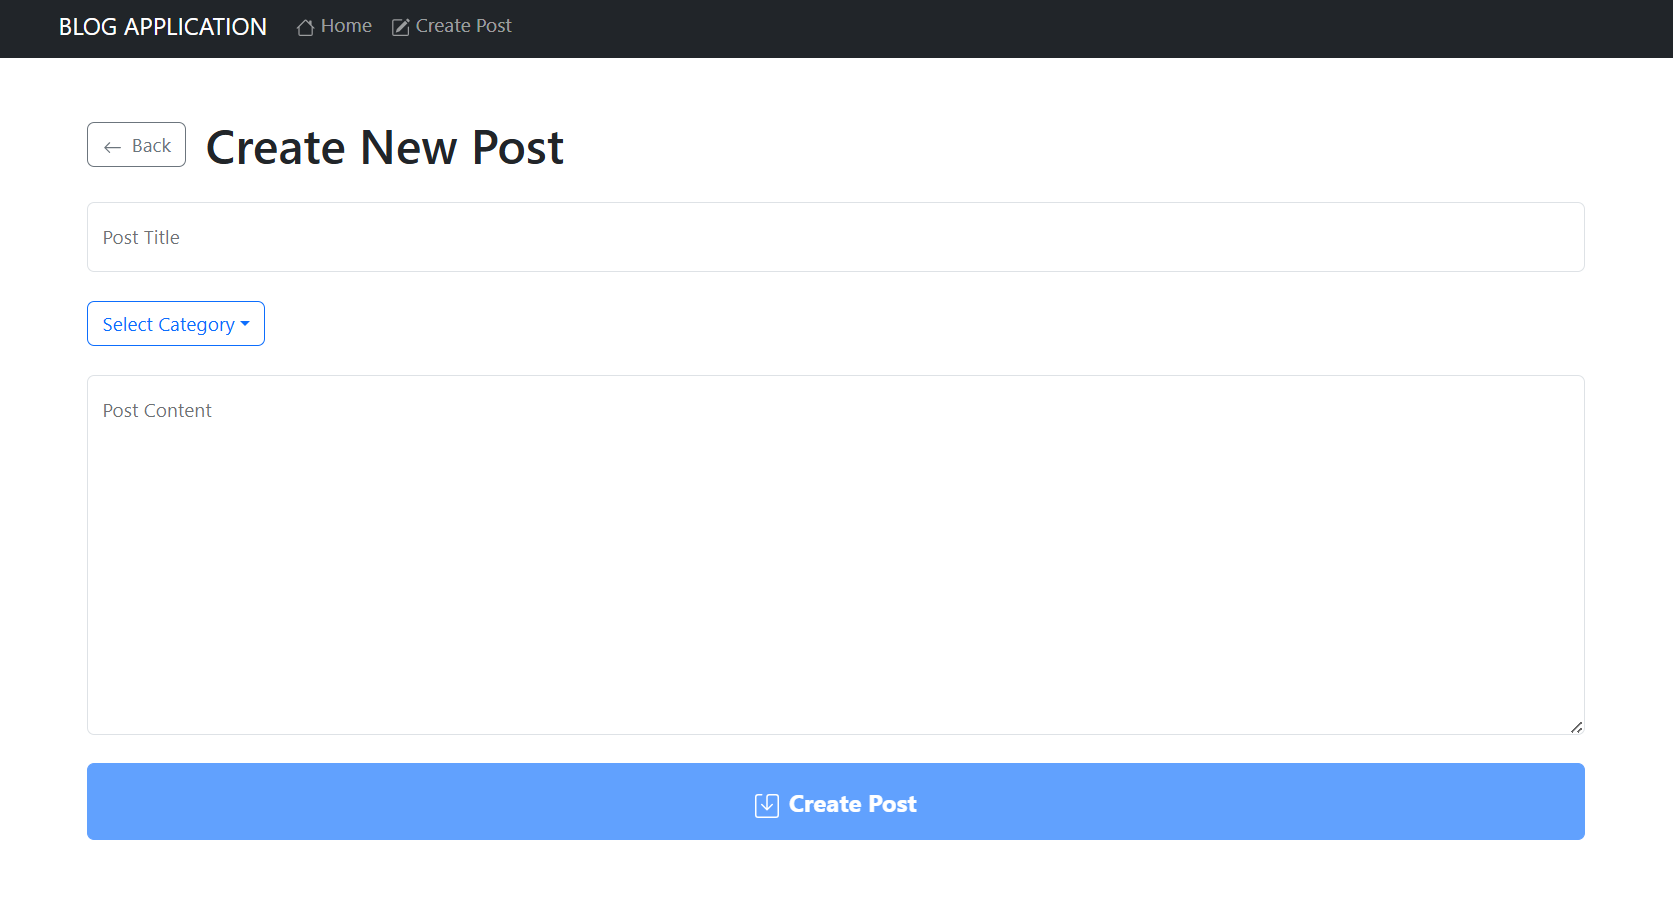 BLOG APPLICATION Home Create Post
Back Create New Post
Post Title
Select Category
Post Content
Create Post